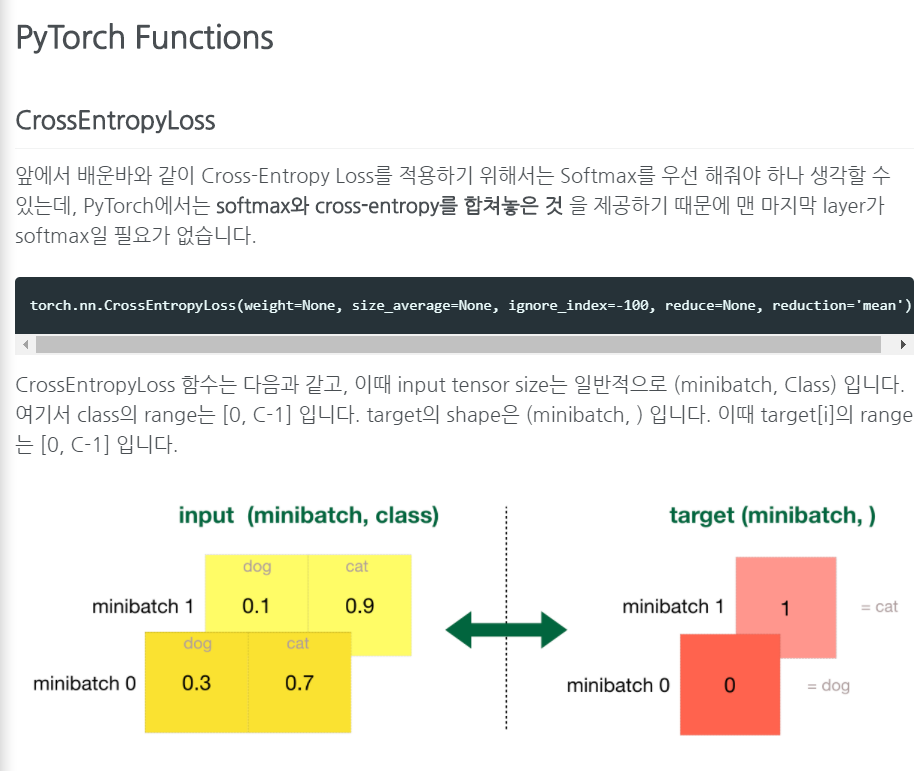 PyTorch Functions
CrossEntropyLoss
앞에서 배운바와 같이 Cross-Entropy Loss를 적용하기 위해서는 Softmax를 우선 해줘야 하나 생각할 수
있는데, PyTorch에서는 softmax와 cross-entropy를 합쳐놓은 것 을 제공하기 때문에 맨 마지막 layer가
softmax일 필요가 없습니다.
torch.nn.CrossEntropyLoss(weight=None, size_average=None, ignore_index=-100, reduce=None, reduction='mean')
CrossEntropyLoss 함수는 다음과 같고, 이때 input tensor size는 일반적으로 (minibatch, Class) 입니다.
여기서 class의 range는 [0, C-1] 입니다. target의 shape은 (minibatch, ) 입니다. 이때 target[i]의 range
는 [0, C-1] 입니다.
input (minibatch, class)
dog cat
minibatch 1 0.1 0.9
dog cat
minibatch 0 0.3 0.7
target (minibatch, )
minibatch 1 1 = cat
minibatch 0 0 = dog